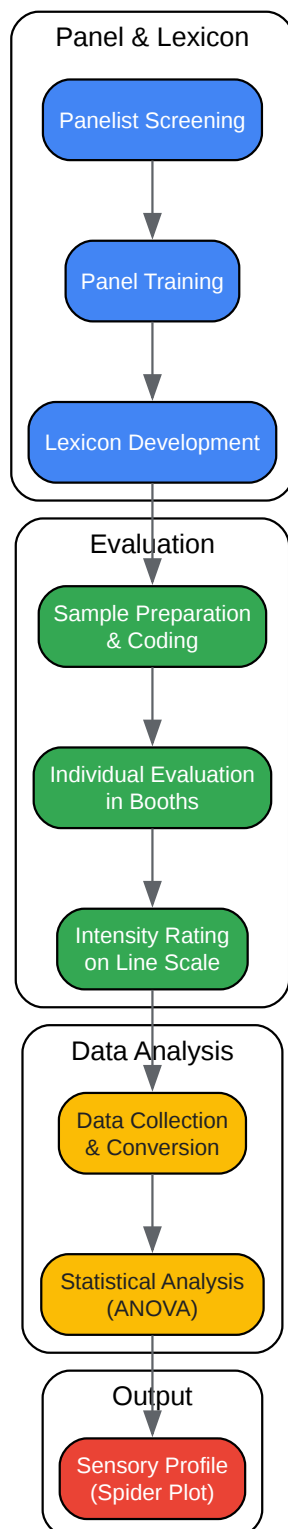 Panel & Lexicon
Panelist Screening
Panel Training
Lexicon Development
Evaluation
Sample Preparation
& Coding
Individual Evaluation
in Booths
Intensity Rating
on Line Scale
Data Analysis
Data Collection
& Conversion
Statistical Analysis
(ANOVA)
Output
Sensory Profile
(Spider Plot)